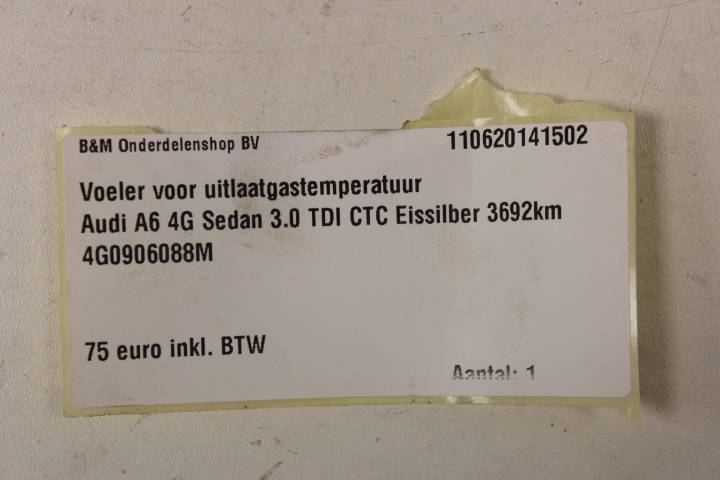 B&M Onderdelenshop BV 110620141502
Voeler voor uitlaatgastemperatuur
Audi A6 4G Sedan 3.0 TDI CTC Eissilber 3692km
4G0906088M
75 euro inkl. BTW
Aantal: 1